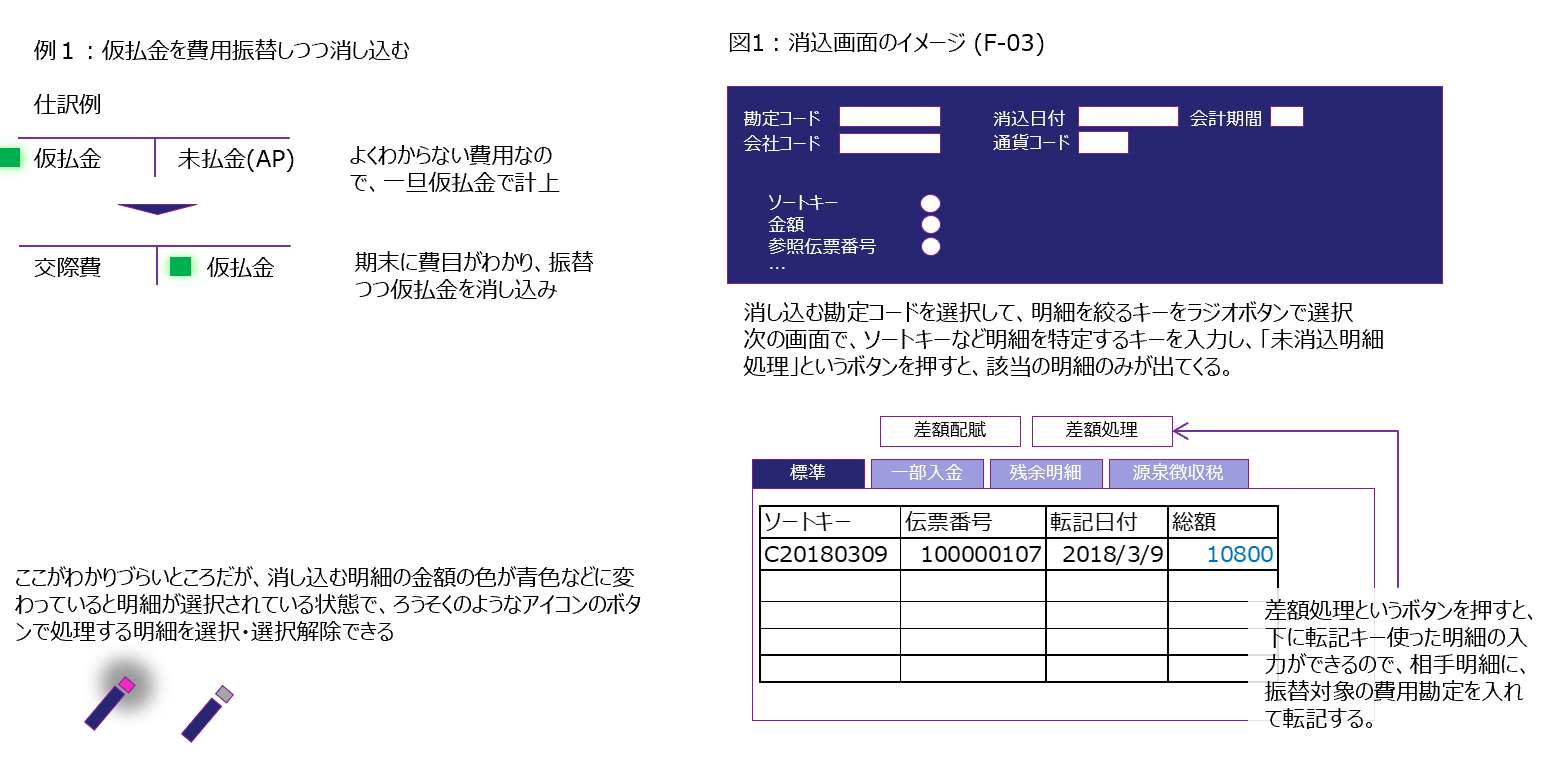 例１：仮払金を費用振替しつつ消し込む
仕訳例
仮払金
未払金(AP)
よくわからない費用なの
で、一旦仮払金で計上
交際費
仮払金
期末に費目がわかり、振替
つつ仮払金を消し込み
ここがわかりづらいところだが、消し込む明細の金額の色が青色などに変
わっていると明細が選択されている状態で、ろうそくのようなアイコンのボタ
ンで処理する明細を選択・選択解除できる
図1：消込画面のイメージ (F-03)
勘定コード
消込日付
会計期間
会社コード
通貨コード
ソートキー
金額
参照伝票番号
…
消し込む勘定コードを選択して、明細を絞るキーをラジオボタンで選択
次の画面で、ソートキーなど明細を特定するキーを入力し、「未消込明細
処理」というボタンを押すと、該当の明細のみが出てくる。
差額配賦
差額処理
標準
一部入金
残余明細
源泉徴収税
ソートキー
伝票番号
転記日付
総額
C20180309
100000107
2018/3/9
10800
差額処理というボタンを押すと、
下に転記キー使った明細の入
力ができるので、相手明細に、
振替対象の費用勘定を入れ
て転記する。